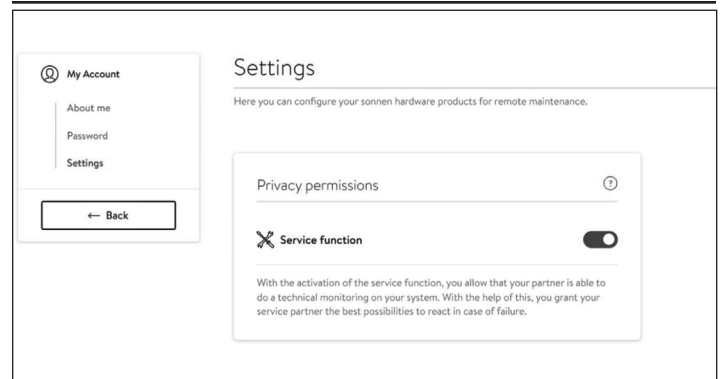 My Account
About me
Password
Settings
← Back
Settings
Here you can configure your sonnen hardware products for remote maintenance.
Privacy permissions
?
Service function
With the activation of the service function, you allow that your partner is able to
do a technical monitoring on your system. With the help of this, you grant your
service partner the best possibilities to react in case of failure.